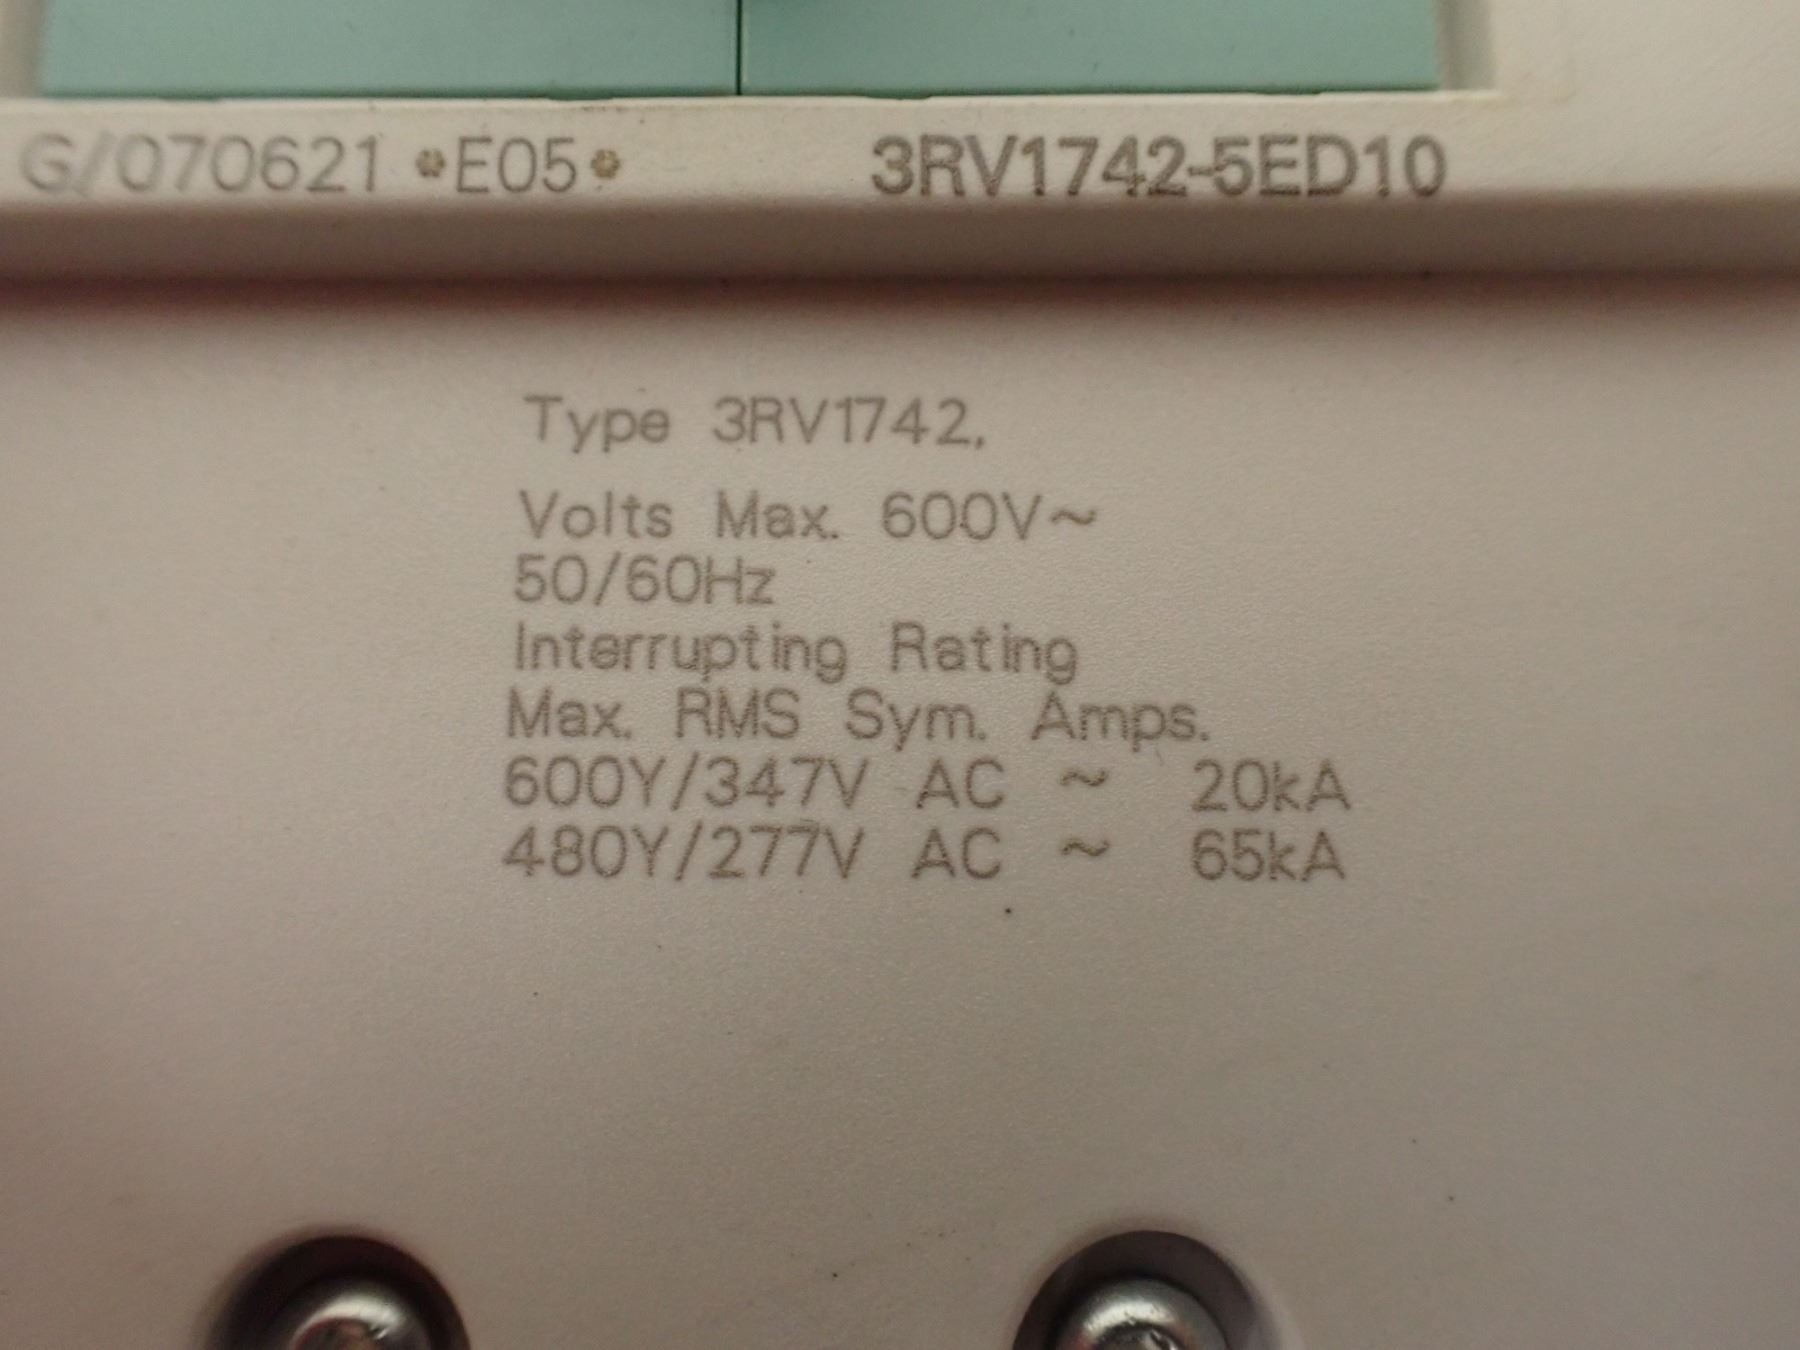 G/070621 *E05* 3RV1742-5ED10
Type 3RV1742,
Volts Max. 600V~
50/60Hz
Interrupting Rating
Max. RMS Sym. Amps.
600Y/347V AC ~ 20kA
480Y/277V AC ~ 65kA